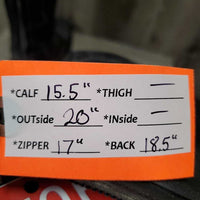 *CALF 15.5" *THIGH —
*OUTside 20" *INside —
*ZIPPER 17" *BACK 18.5"